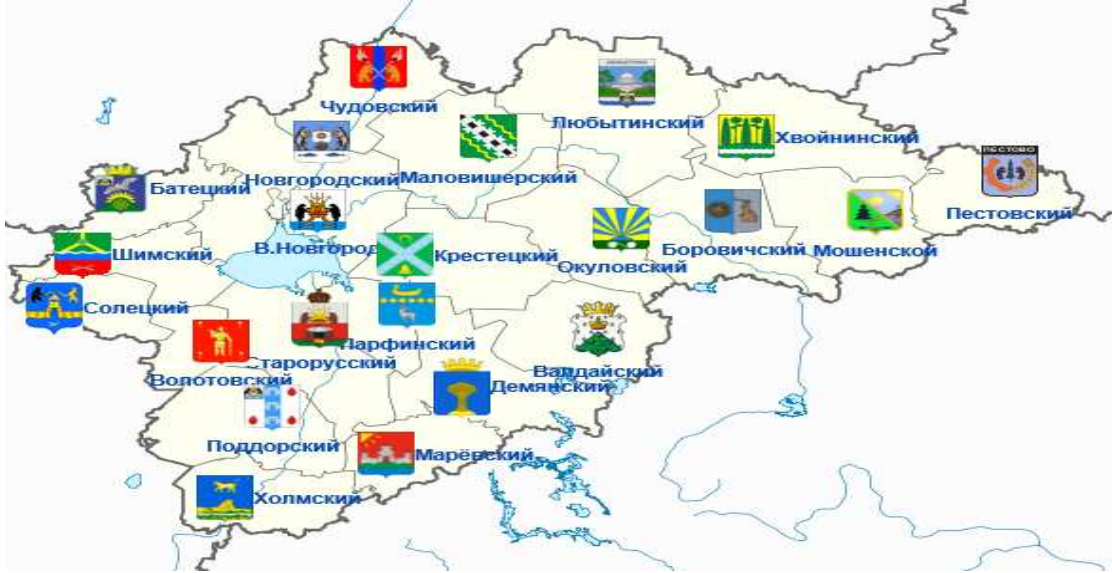 Чудовский
Любытинский
Хвойнинский
ПЕСТОВО
Батецкий
Новгородский
Маловишерский
Пестовский
Шимский
В.Новгород
Крестецкий
Окуловский
Боровичский
Мошенской
Солецкий
Парфинский
Старорусский
Волотовский
Валдайский
Демянский
Поддорский
Марёвский
Холмский